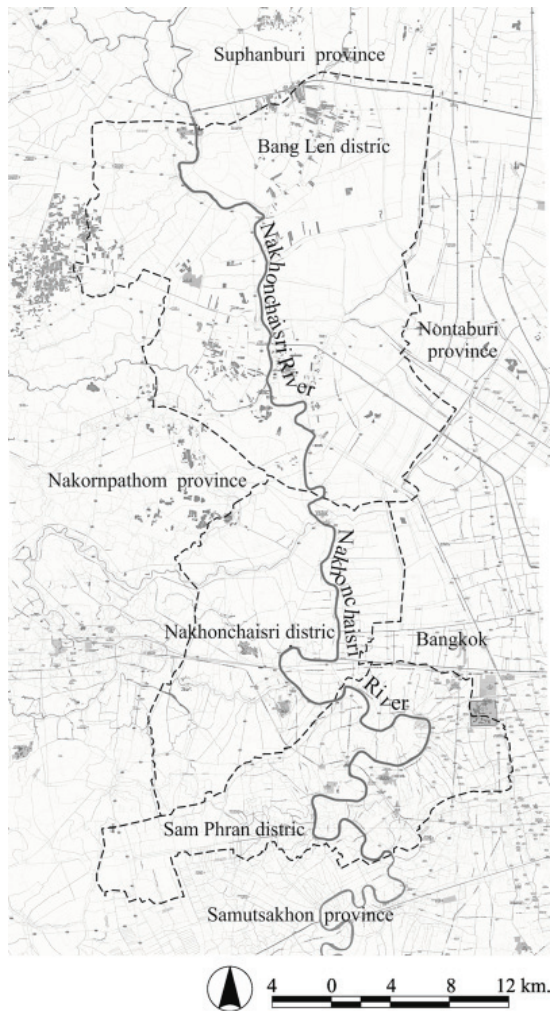 Suphanburi province
Bang Len distric
Nakhonchaisri River
Nontaburi
province
Nakornpathom province
Nakhonchaisri
River
Nakhonchaisri distric
Bangkok
Sam Phran distric
Samutsakhon province
4 0 4 8 12 km.